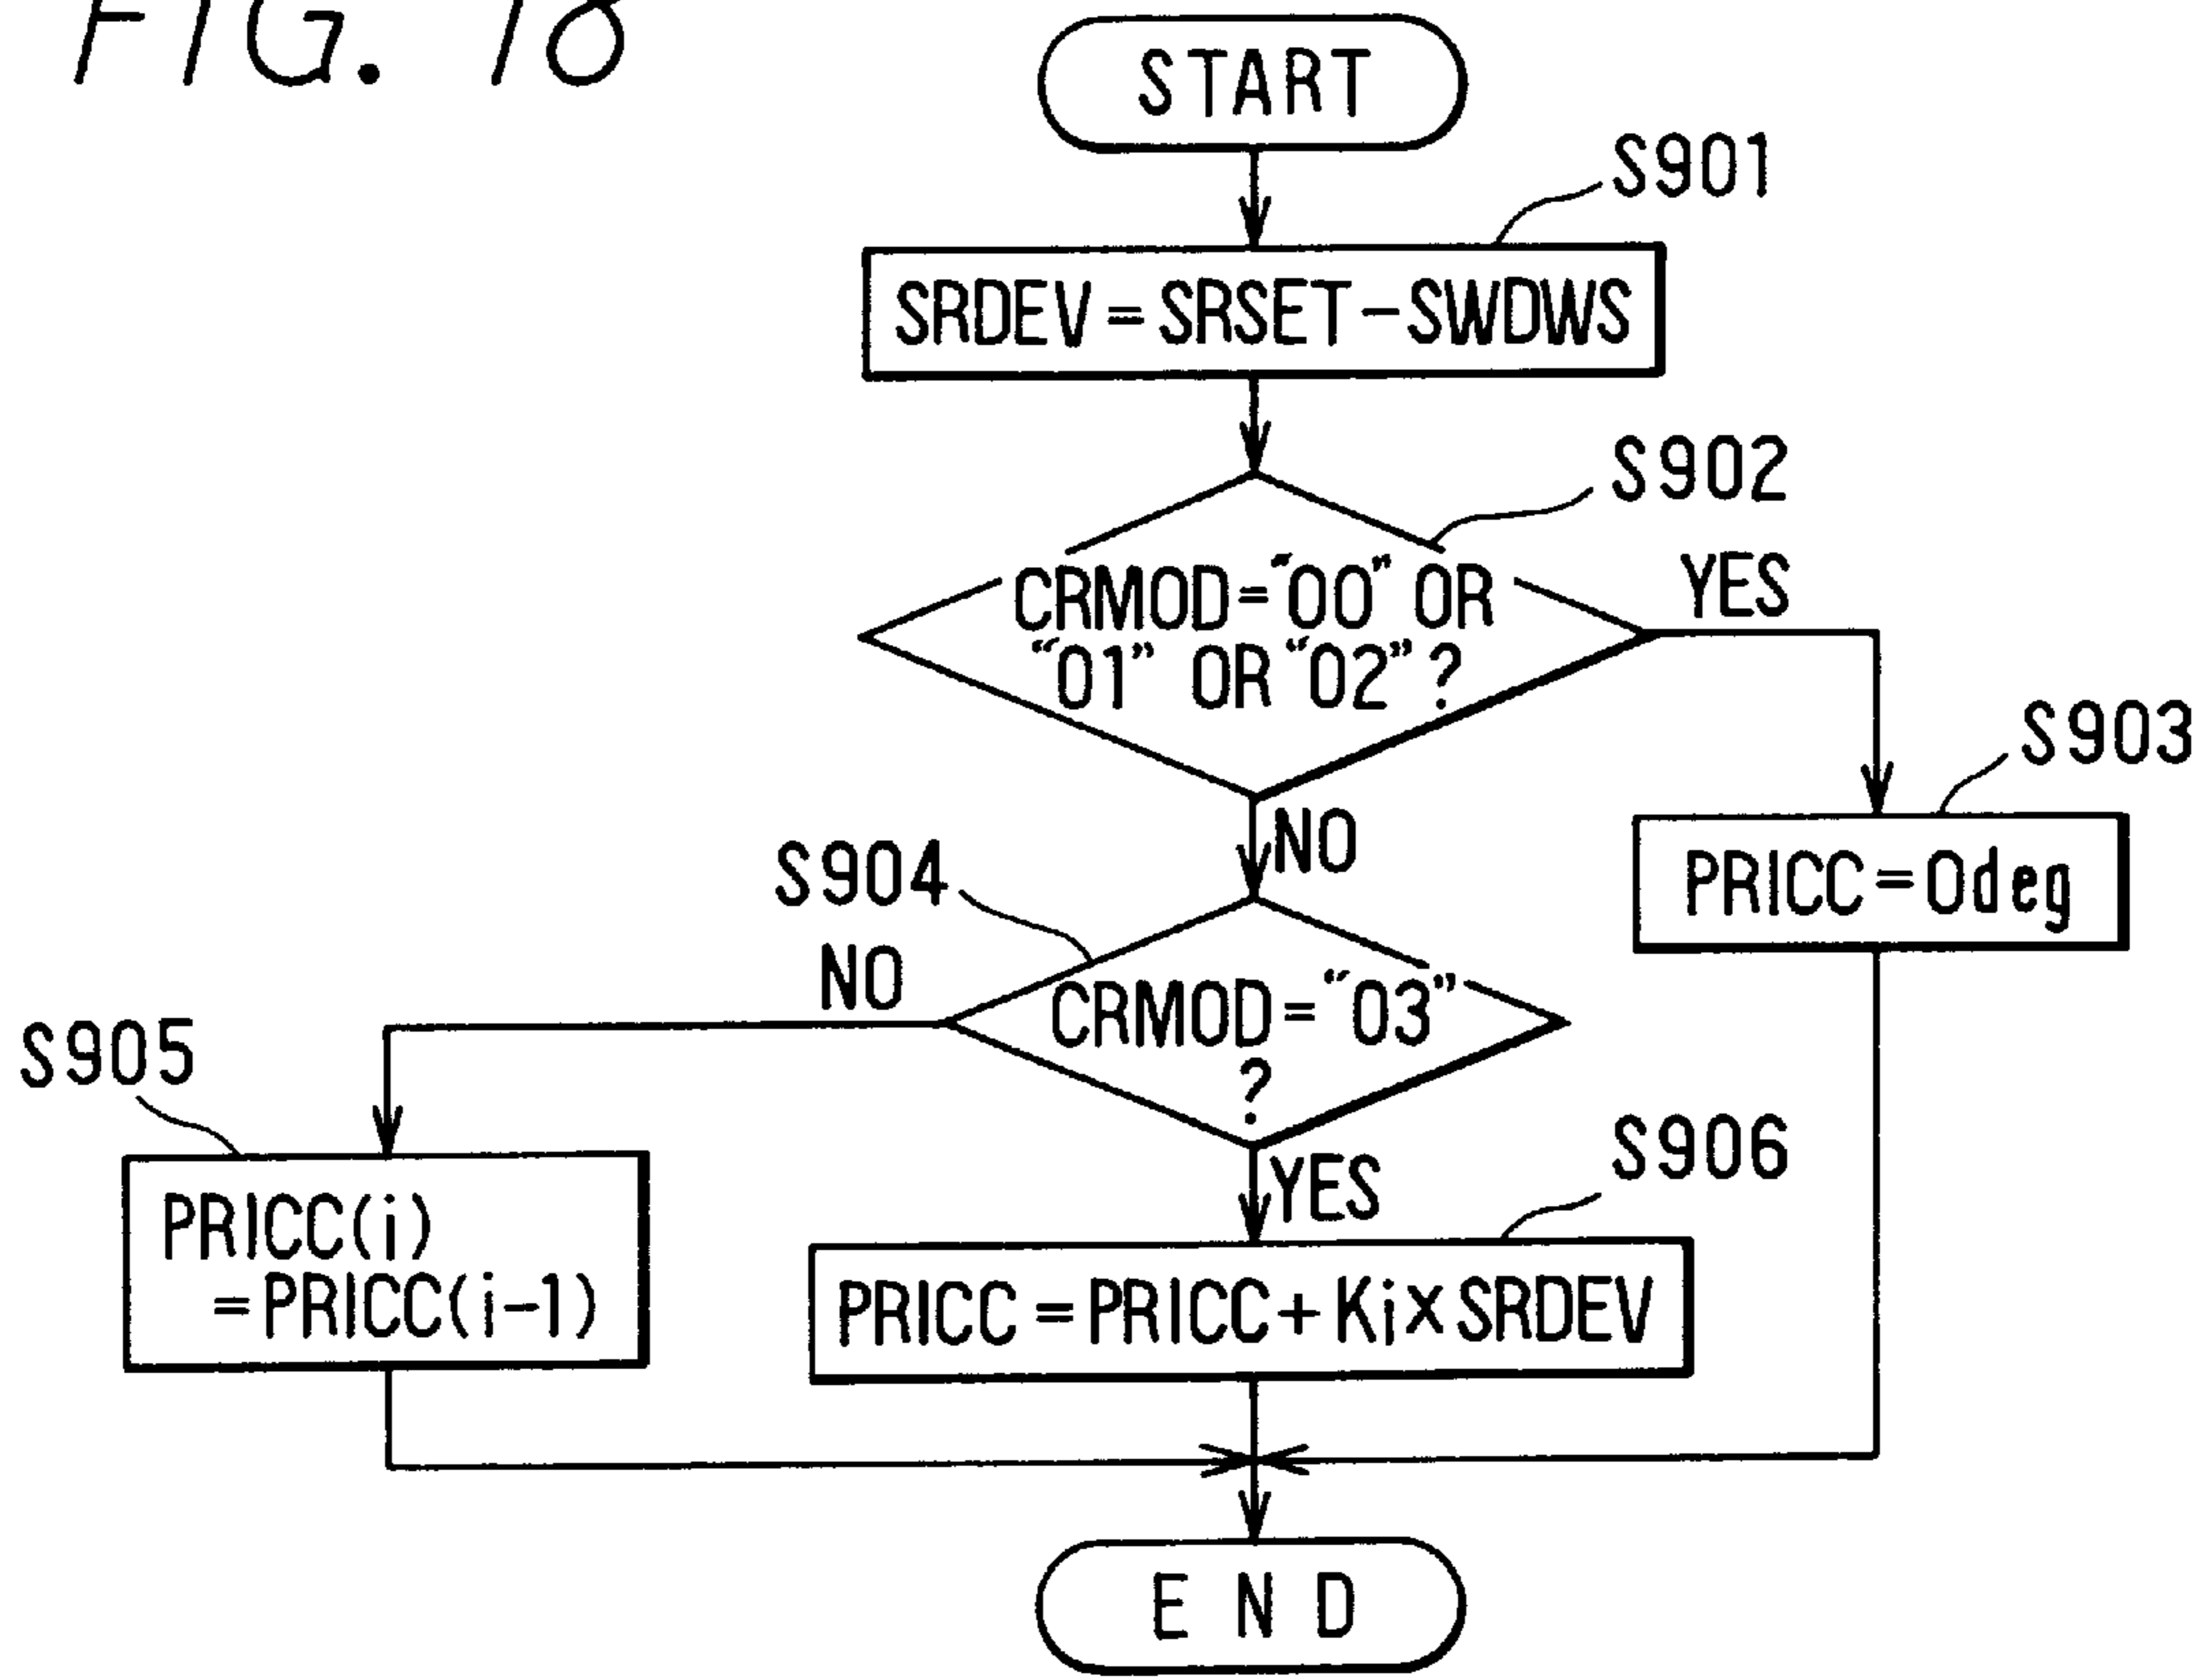 FIG. 18
START
S901
SRDEV=SRSET-SWDWS
S902
CRMOD="00" OR
"01" OR "02"?
YES
S903
PRICC=0deg
NO
S904
NO
CRMOD="03"
?
S905
PRICC(i)
=PRICC(i-1)
YES
S906
PRICC=PRICC+Ki×SRDEV
END